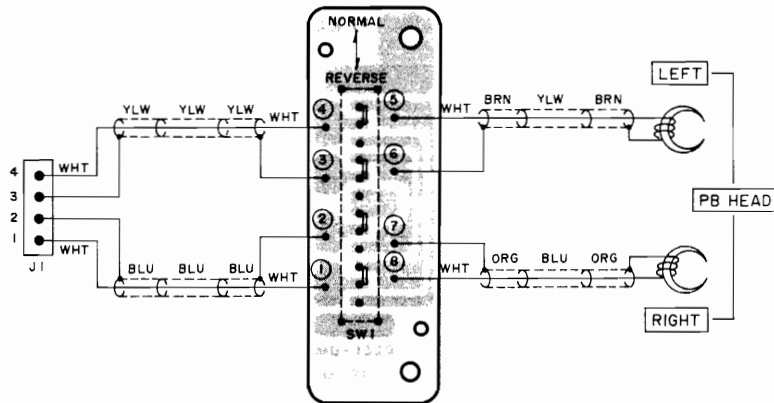 NORMAL
REVERSE
LEFT
YLW YLW YLW
WHT
4
5
WHT
BRN YLW BRN
4
WHT
3
6
3
PB HEAD
2
2
7
1
WHT
J1
BLU BLU BLU
WHT
1
8
WHT
ORG BLU ORG
RIGHT
SW1